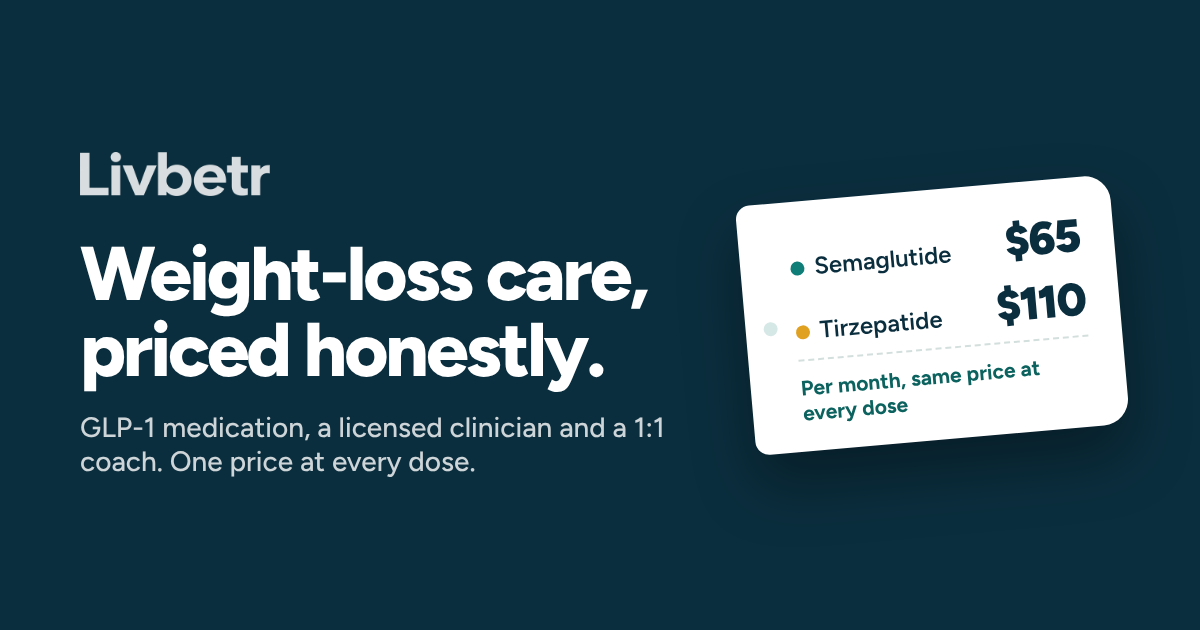 Livbetr
Weight-loss care,
priced honestly.
GLP-1 medication, a licensed clinician and a 1:1
coach. One price at every dose.
Semaglutide $65
Tirzepatide $110
Per month, same price at
every dose